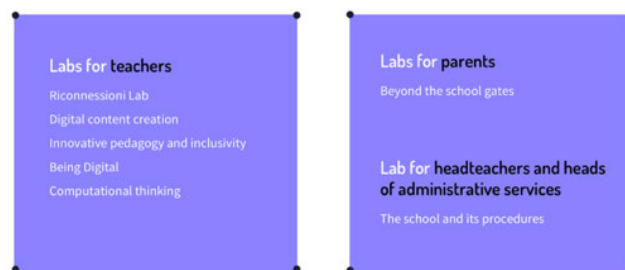 Labs for teachers
Riconnessioni Lab
Digital content creation
Innovative pedagogy and inclusivity
Being Digital
Computational thinking
Labs for parents
Beyond the school gates
Lab for headteachers and heads
of administrative services
The school and its procedures